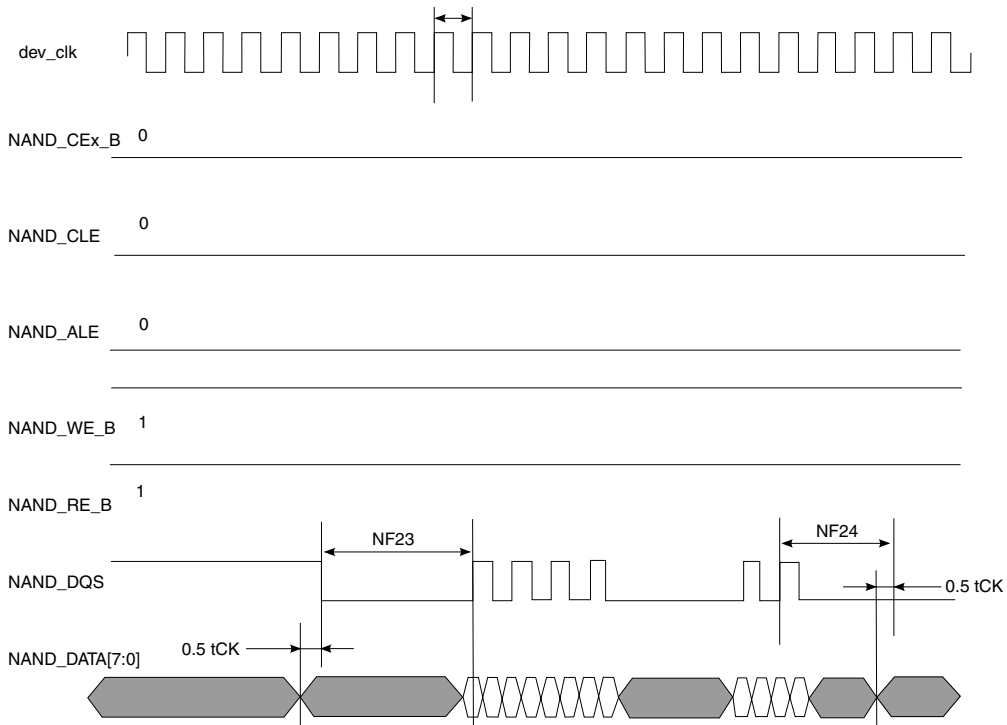 dev_clk
NAND_CEx_B 0
NAND_CLE 0
NAND_ALE 0
NAND_WE_B 1
NAND_RE_B 1
NF23
NF24
NAND_DQS
0.5 tCK
NAND_DATA[7:0]
0.5 tCK